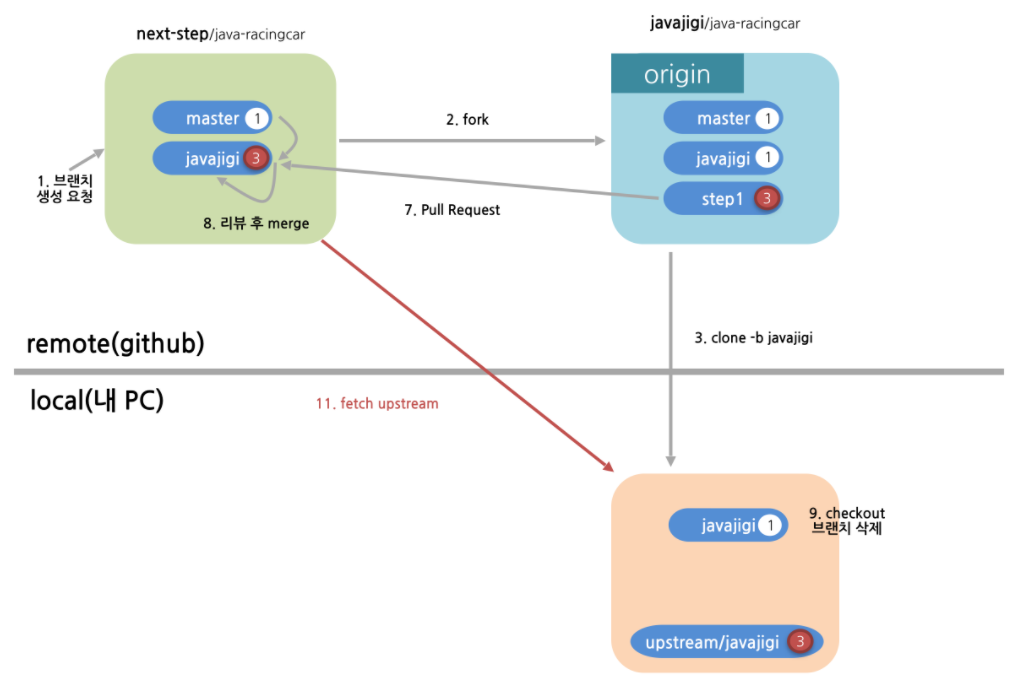 next-step/java-racingcar
javajigi/java-racingcar
origin
master 1
javajigi 3
master 1
javajigi 1
step1 3
2. fork
1. 브랜치
생성 요청
7. Pull Request
8. 리뷰 후 merge
3. clone -b javajigi
remote(github)
local(내 PC)
11. fetch upstream
javajigi 1
9. checkout
브랜치 삭제
upstream/javajigi 3